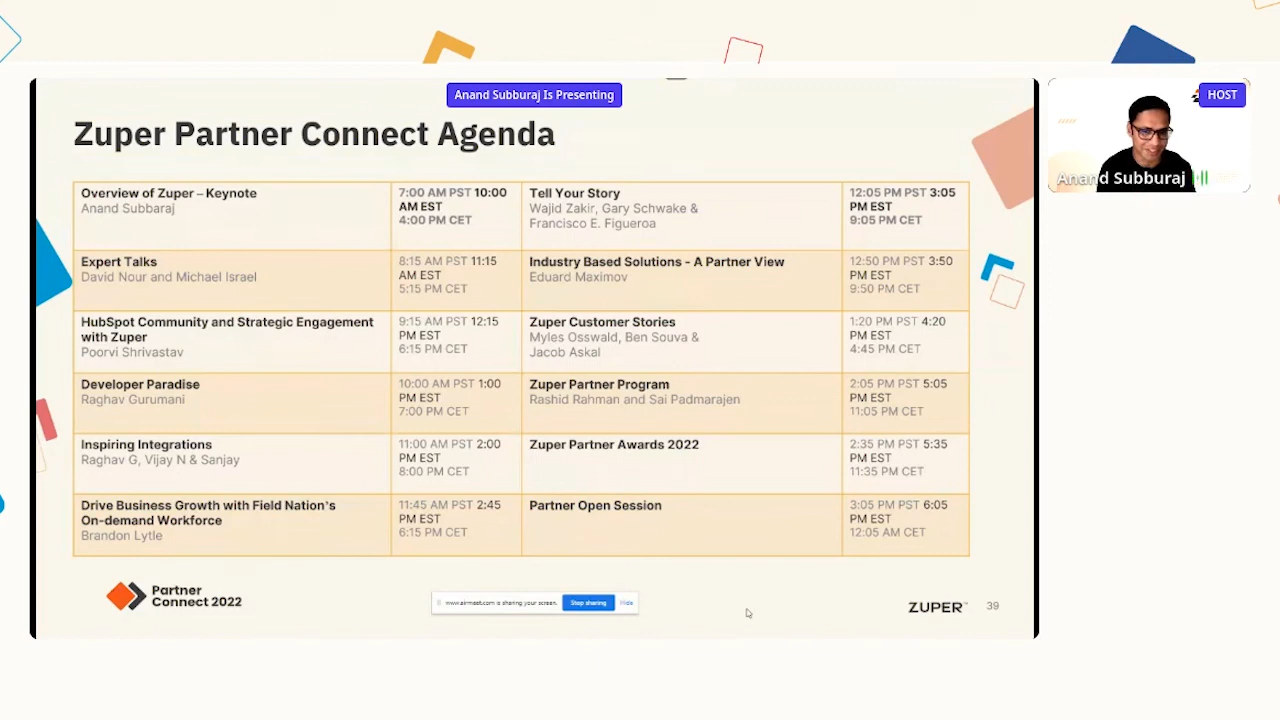 Anand Subburaj Is Presenting
HOST
Anand Subburaj
Zuper Partner Connect Agenda
Overview of Zuper – Keynote
Anand Subbaraj
7:00 AM PST 10:00
AM EST
4:00 PM CET
Tell Your Story
Wajid Zakir, Gary Schwake &
Francisco E. Figueroa
12:05 PM PST 3:05
PM EST
9:05 PM CET
Expert Talks
David Nour and Michael Israel
8:15 AM PST 11:15
AM EST
5:15 PM CET
Industry Based Solutions - A Partner View
Eduard Maximov
12:50 PM PST 3:50
PM EST
9:50 PM CET
HubSpot Community and Strategic Engagement
with Zuper
Poorvi Shrivastav
9:15 AM PST 12:15
PM EST
6:15 PM CET
Zuper Customer Stories
Myles Osswald, Ben Souva &
Jacob Askal
1:20 PM PST 4:20
PM EST
4:45 PM CET
Developer Paradise
Raghav Gurumani
10:00 AM PST 1:00
PM EST
7:00 PM CET
Zuper Partner Program
Rashid Rahman and Sai Padmarajen
2:05 PM PST 5:05
PM EST
11:05 PM CET
Inspiring Integrations
Raghav G, Vijay N & Sanjay
11:00 AM PST 2:00
PM EST
8:00 PM CET
Zuper Partner Awards 2022
2:35 PM PST 5:35
PM EST
11:35 PM CET
Drive Business Growth with Field Nation's
On-demand Workforce
Brandon Lytle
11:45 AM PST 2:45
PM EST
6:15 PM CET
Partner Open Session
3:05 PM PST 6:05
PM EST
12:05 AM CET
Partner
Connect 2022
www.airmeet.com is sharing your screen.
Stop sharing
Hide
ZUPER™
39